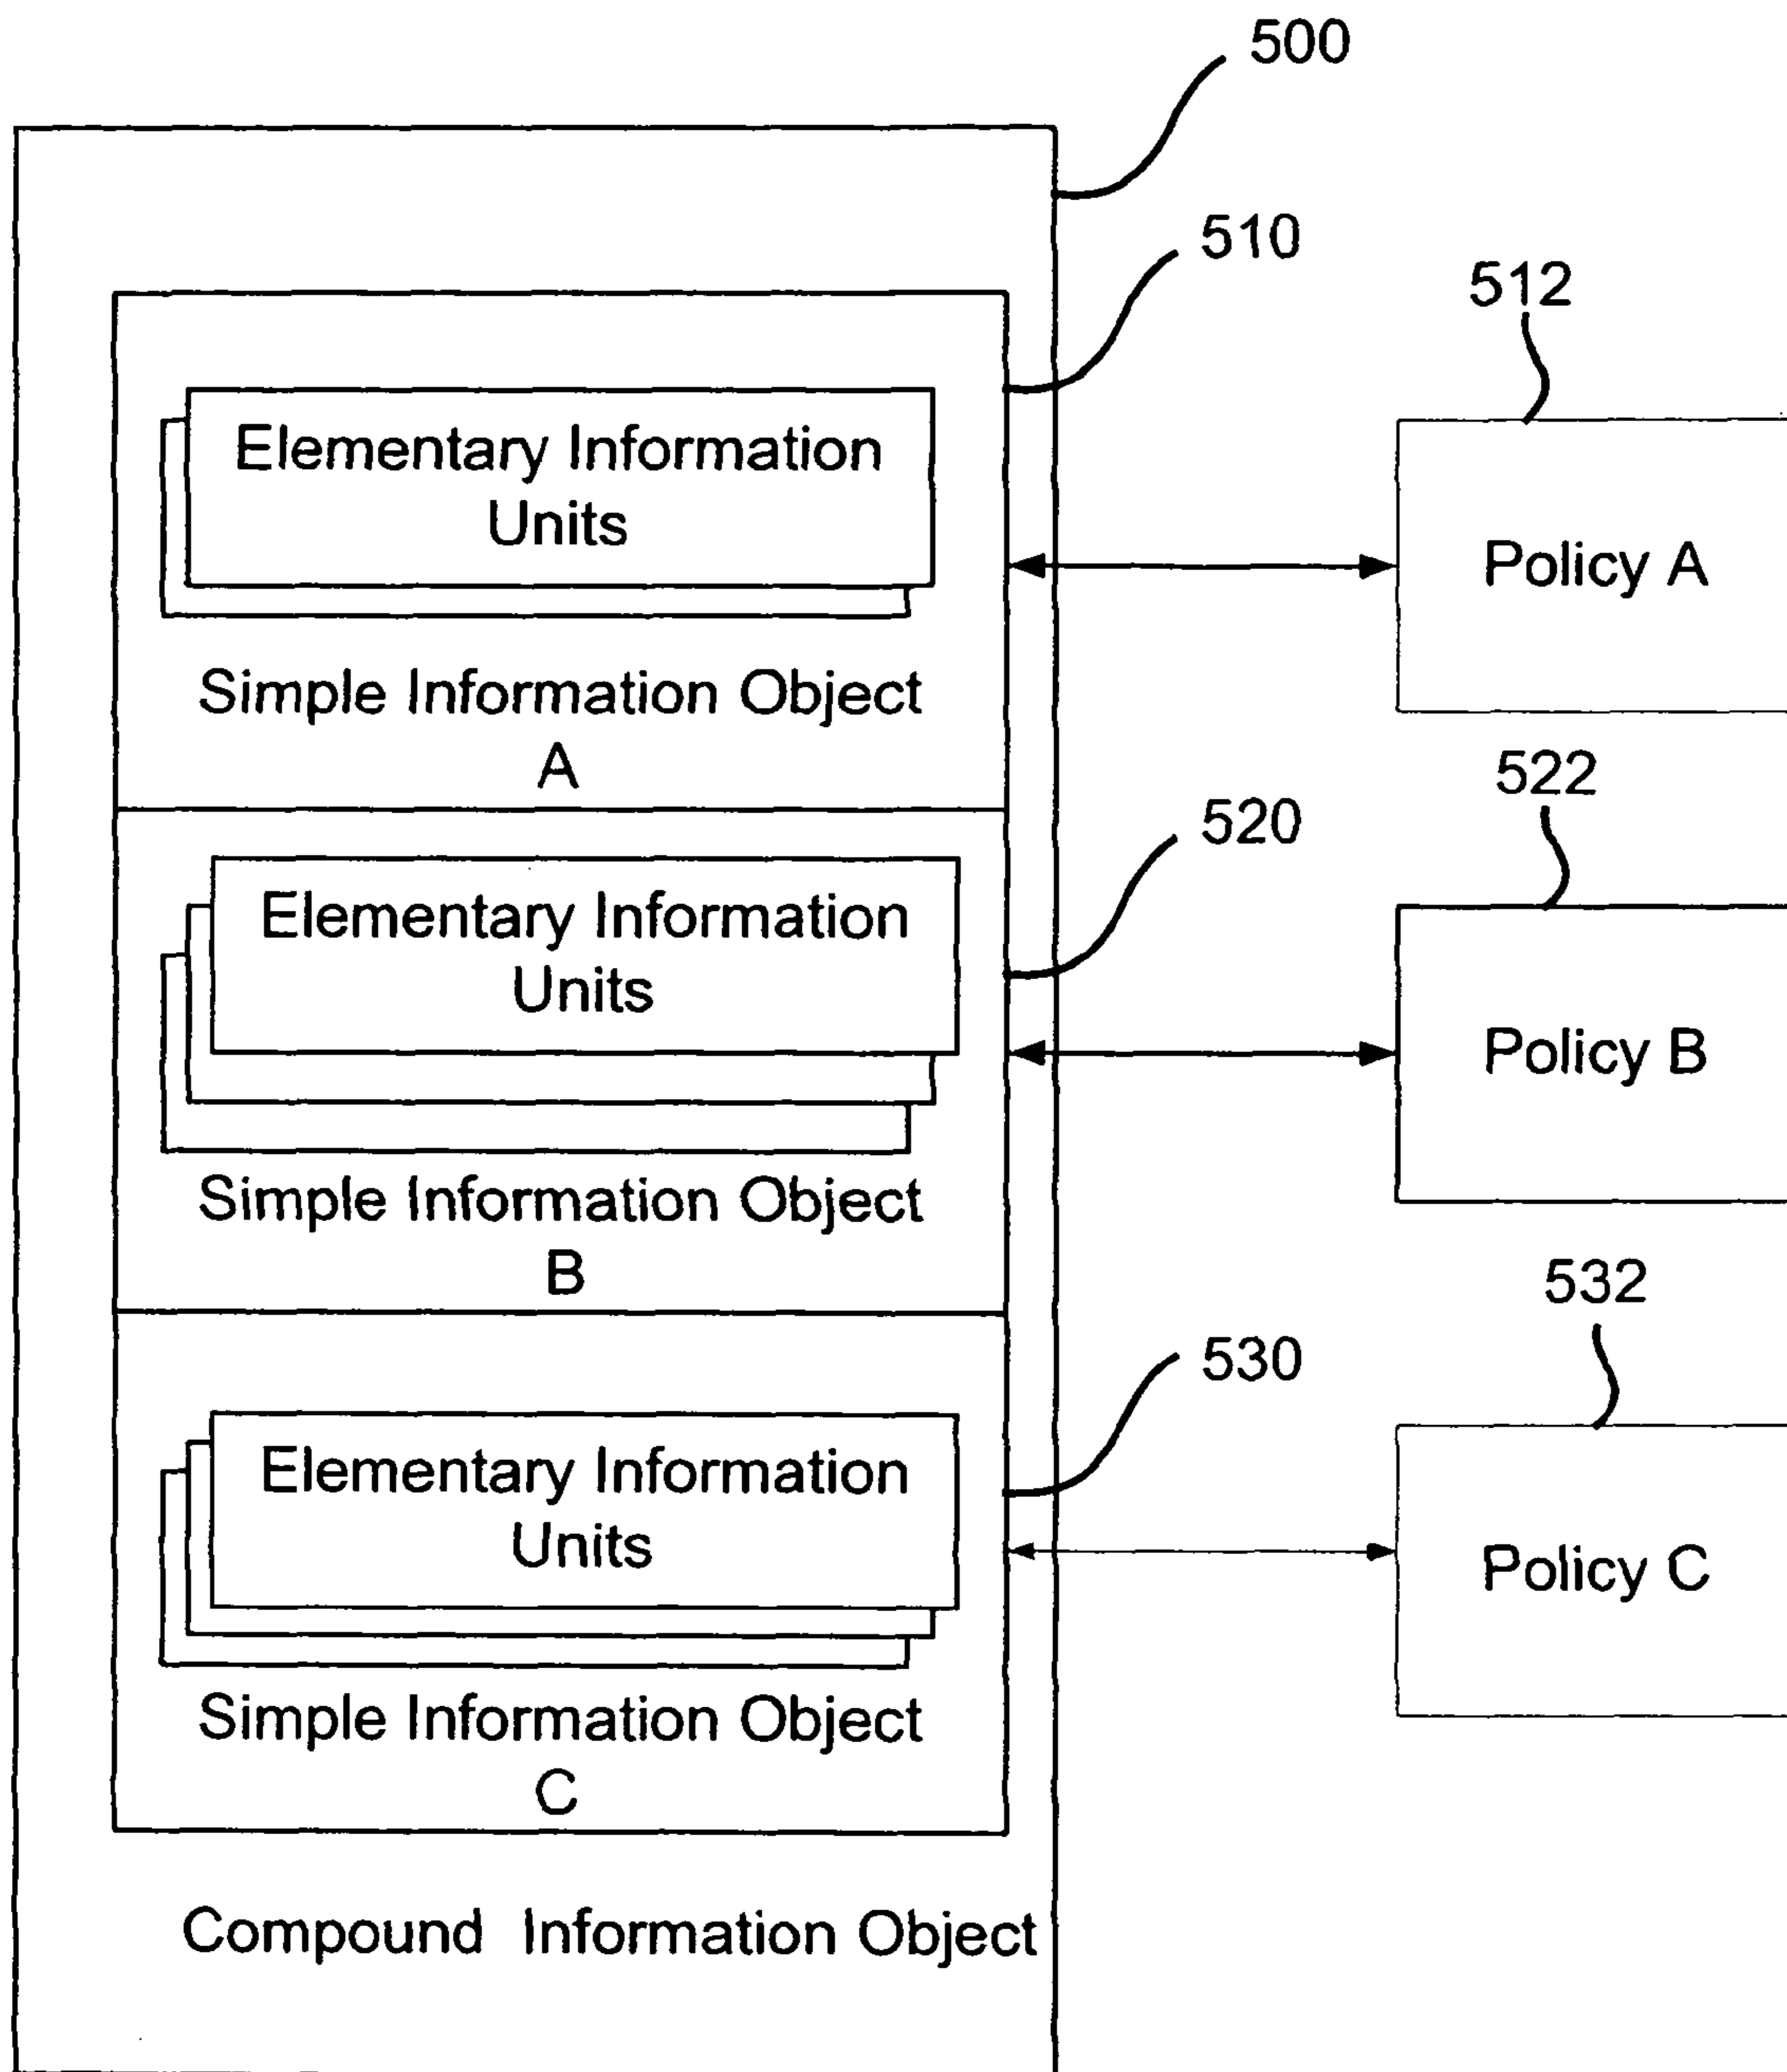 500
510
512
Elementary Information
Units
Policy A
Simple Information Object
A
522
520
Elementary Information
Units
Policy B
Simple Information Object
B
532
530
Elementary Information
Units
Policy C
Simple Information Object
C
Compound Information Object